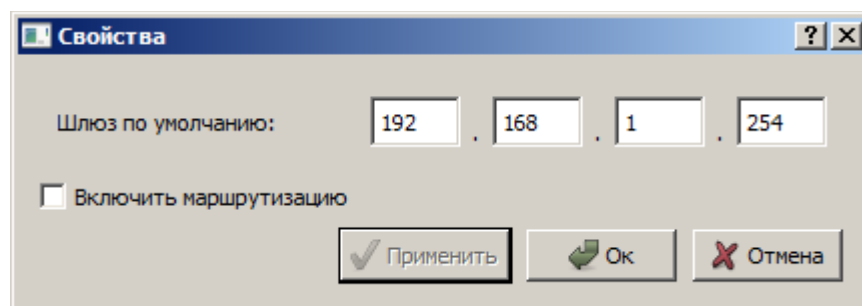 Свойства
Шлюз по умолчанию: 192 . 168 . 1 . 254
Включить маршрутизацию
Применить Ок Отмена